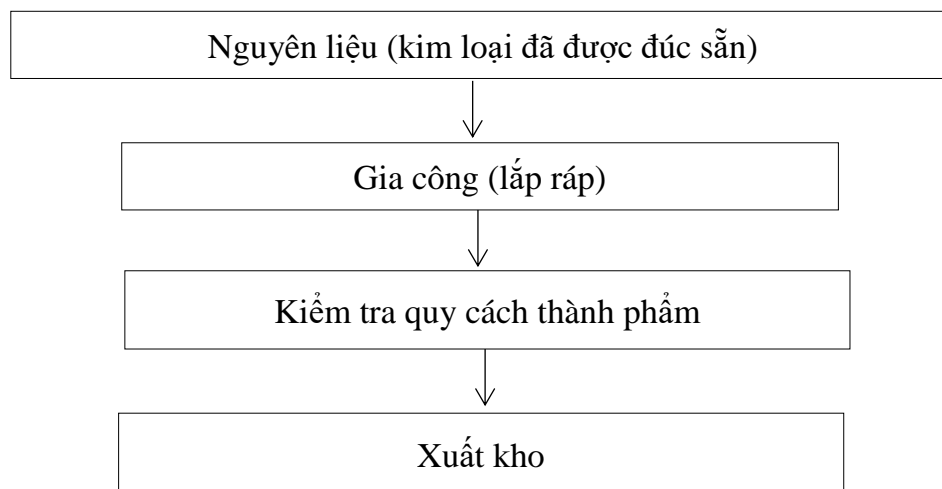 Nguyên liệu (kim loại đã được đúc sẵn)
Gia công (lắp ráp)
Kiểm tra quy cách thành phẩm
Xuất kho